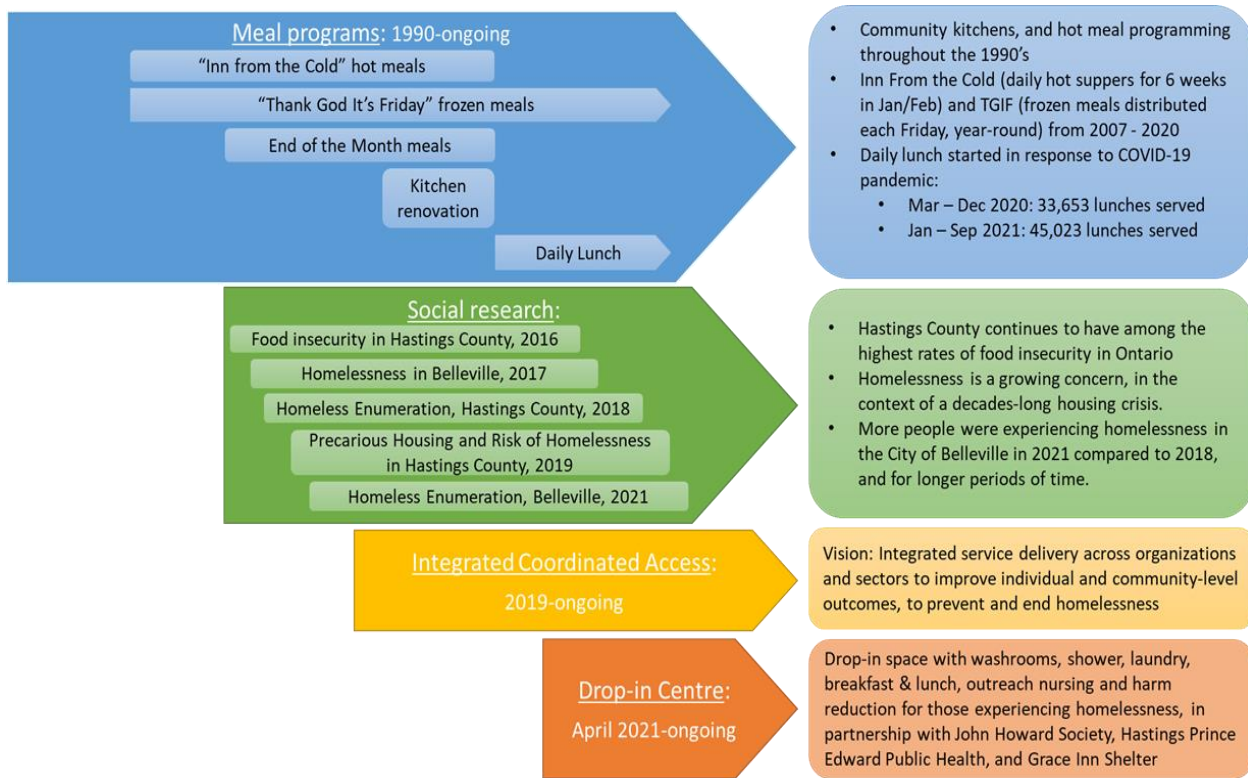 Meal programs: 1990-ongoing
“Inn from the Cold” hot meals
“Thank God It’s Friday” frozen meals
End of the Month meals
Kitchen
renovation
Daily Lunch
• Community kitchens, and hot meal programming
throughout the 1990’s
• Inn From the Cold (daily hot suppers for 6 weeks
in Jan/Feb) and TGIF (frozen meals distributed
each Friday, year-round) from 2007 - 2020
• Daily lunch started in response to COVID-19
pandemic:
• Mar – Dec 2020: 33,653 lunches served
• Jan – Sep 2021: 45,023 lunches served
Social research:
Food insecurity in Hastings County, 2016
Homelessness in Belleville, 2017
Homeless Enumeration, Hastings County, 2018
Precarious Housing and Risk of Homelessness
in Hastings County, 2019
Homeless Enumeration, Belleville, 2021
• Hastings County continues to have among the
highest rates of food insecurity in Ontario
• Homelessness is a growing concern, in the
context of a decades-long housing crisis.
• More people were experiencing homelessness in
the City of Belleville in 2021 compared to 2018,
and for longer periods of time.
Integrated Coordinated Access:
2019-ongoing
Vision: Integrated service delivery across organizations
and sectors to improve individual and community-level
outcomes, to prevent and end homelessness
Drop-in Centre:
April 2021-ongoing
Drop-in space with washrooms, shower, laundry,
breakfast & lunch, outreach nursing and harm
reduction for those experiencing homelessness, in
partnership with John Howard Society, Hastings Prince
Edward Public Health, and Grace Inn Shelter